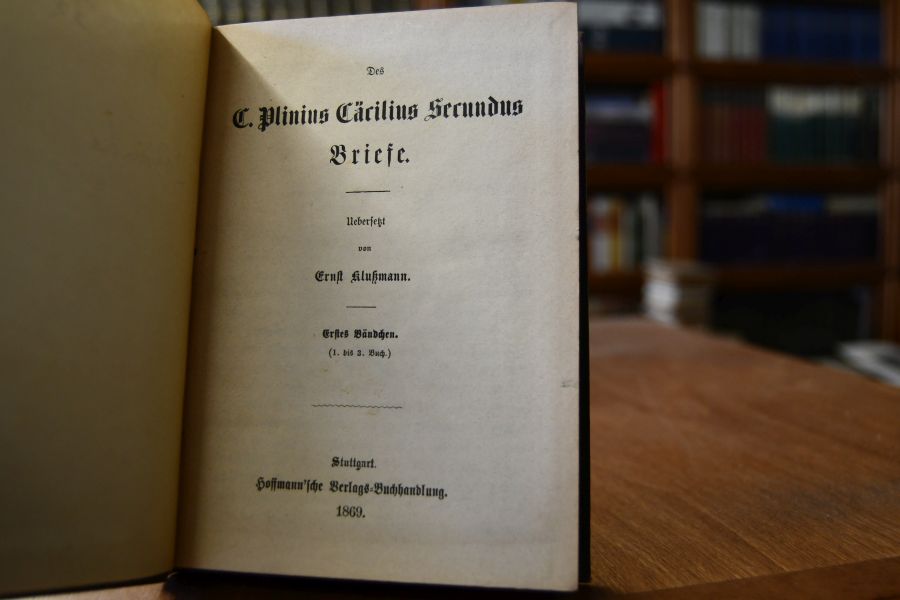 Des
C. Plinius Cäcilius Secundus
Briefe.
Uebersetzt
von
Ernst Klußmann.
Erstes Bändchen.
(1. bis 3. Buch.)
Stuttgart.
Hoffmann'sche Verlags-Buchhandlung.
1869.